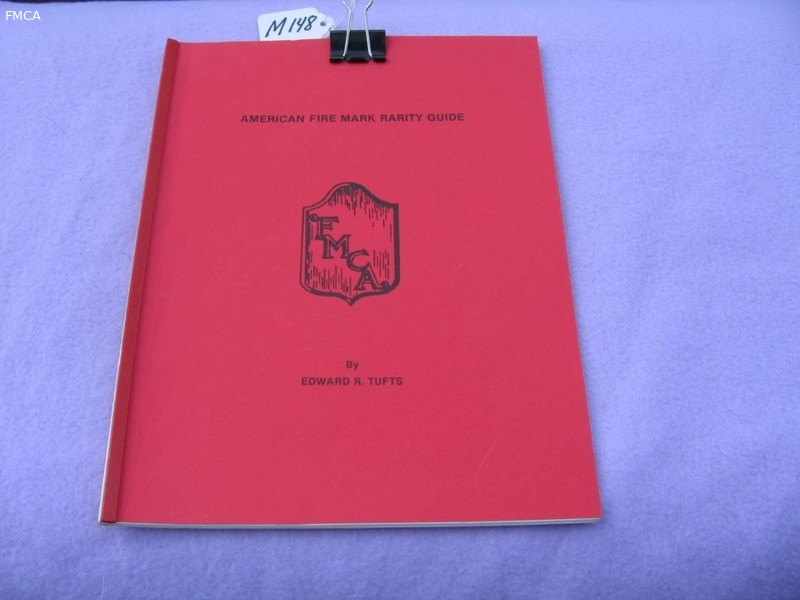 FMCA
M148
AMERICAN FIRE MARK RARITY GUIDE
FMCA
By
EDWARD R. TUFTS